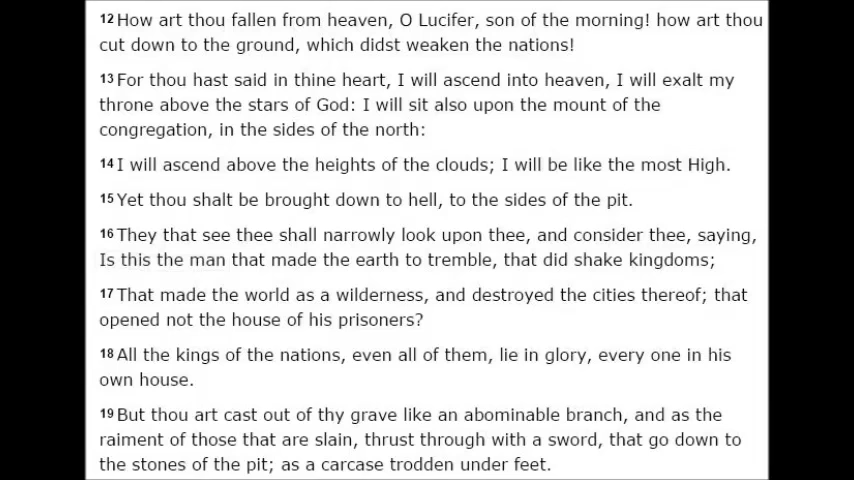 12 How art thou fallen from heaven, O Lucifer, son of the morning! how art thou
cut down to the ground, which didst weaken the nations!
13 For thou hast said in thine heart, I will ascend into heaven, I will exalt my
throne above the stars of God: I will sit also upon the mount of the
congregation, in the sides of the north:
14 I will ascend above the heights of the clouds; I will be like the most High.
15 Yet thou shalt be brought down to hell, to the sides of the pit.
16 They that see thee shall narrowly look upon thee, and consider thee, saying,
Is this the man that made the earth to tremble, that did shake kingdoms;
17 That made the world as a wilderness, and destroyed the cities thereof; that
opened not the house of his prisoners?
18 All the kings of the nations, even all of them, lie in glory, every one in his
own house.
19 But thou art cast out of thy grave like an abominable branch, and as the
raiment of those that are slain, thrust through with a sword, that go down to
the stones of the pit; as a carcase trodden under feet.